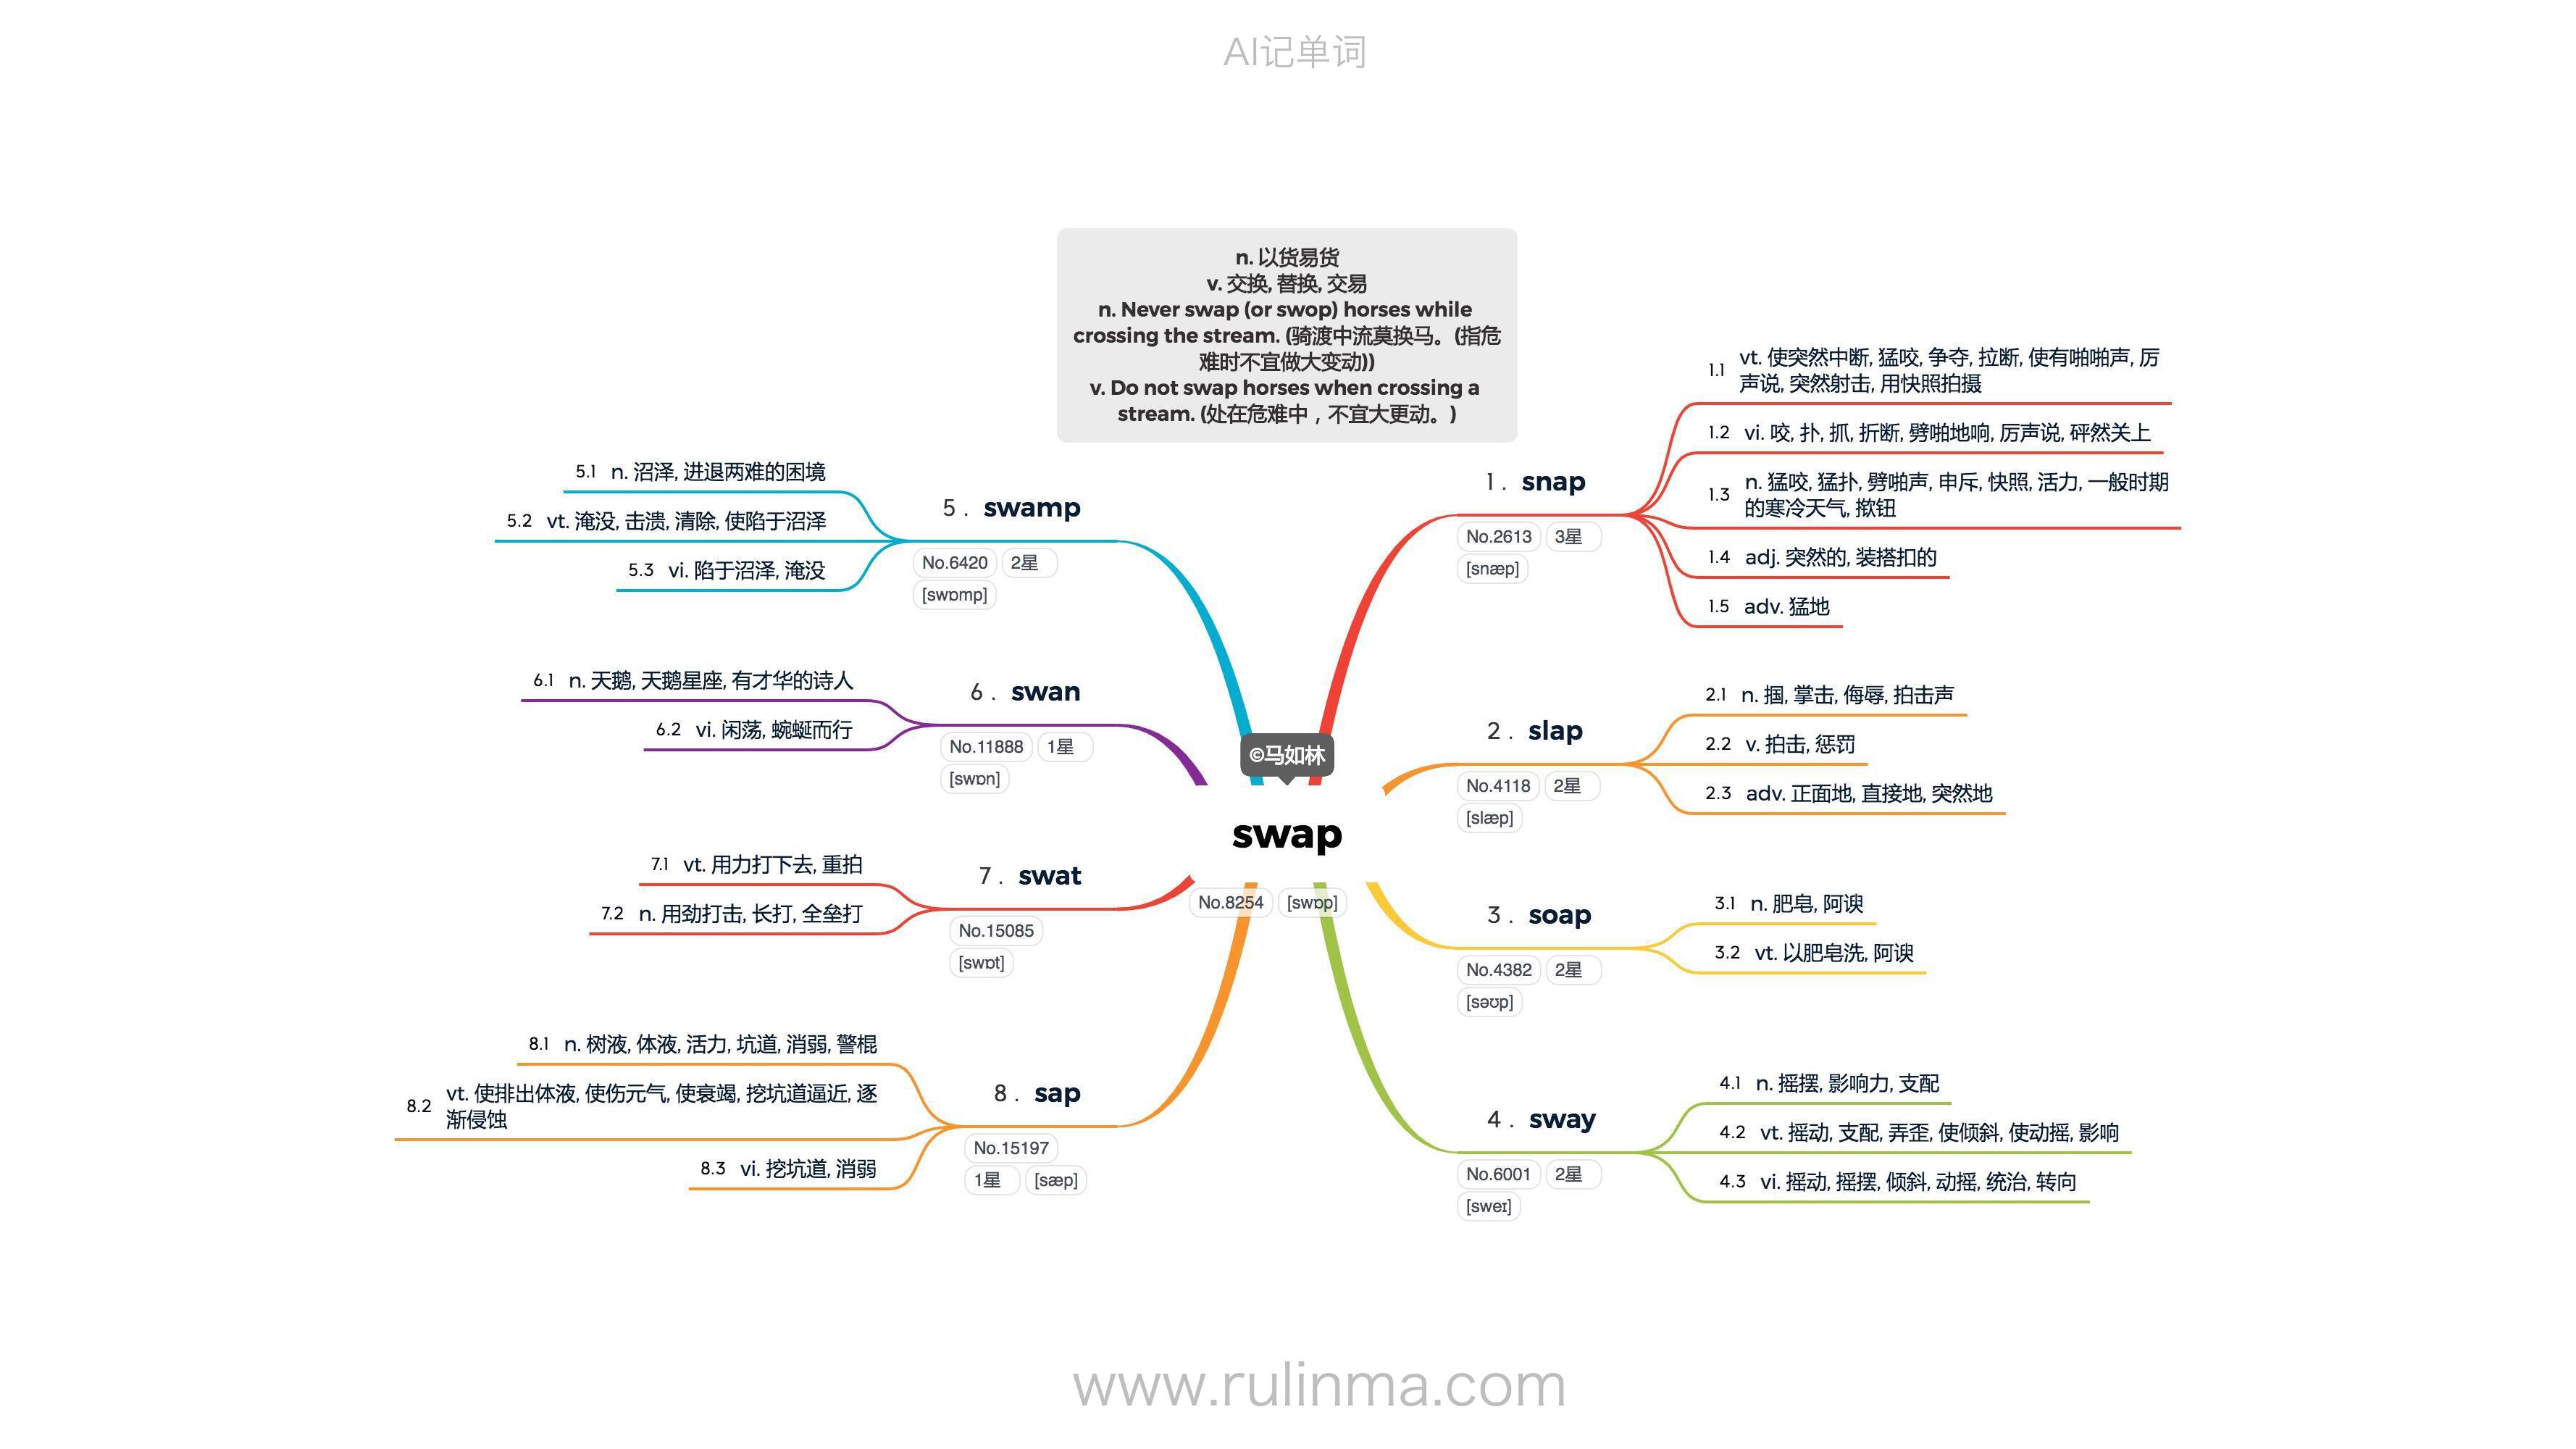 AI记单词
n. 以货易货
v. 交换, 替换, 交易
n. Never swap (or swop) horses while
crossing the stream. (骑渡中流莫换马。(指危
难时不宜做大变动))
v. Do not swap horses when crossing a
stream. (处在危难中，不宜大更动。)
©马如林
swap
No.8254 [swɒp]
1 . snap
No.2613 3星
[snæp]
1.1 vt. 使突然中断, 猛咬, 争夺, 拉断, 使有啪啪声, 厉
声说, 突然射击, 用快照拍摄
1.2 vi. 咬, 扑, 抓, 折断, 劈啪地响, 厉声说, 砰然关上
1.3 n. 猛咬, 猛扑, 劈啪声, 申斥, 快照, 活力, 一般时期
的寒冷天气, 揿钮
1.4 adj. 突然的, 装搭扣的
1.5 adv. 猛地
2 . slap
No.4118 2星
[slæp]
2.1 n. 掴, 掌击, 侮辱, 拍击声
2.2 v. 拍击, 惩罚
2.3 adv. 正面地, 直接地, 突然地
3 . soap
No.4382 2星
[səʊp]
3.1 n. 肥皂, 阿谀
3.2 vt. 以肥皂洗, 阿谀
4 . sway
No.6001 2星
[sweɪ]
4.1 n. 摇摆, 影响力, 支配
4.2 vt. 摇动, 支配, 弄歪, 使倾斜, 使动摇, 影响
4.3 vi. 摇动, 摇摆, 倾斜, 动摇, 统治, 转向
5 . swamp
No.6420 2星
[swɒmp]
5.1 n. 沼泽, 进退两难的困境
5.2 vt. 淹没, 击溃, 清除, 使陷于沼泽
5.3 vi. 陷于沼泽, 淹没
6 . swan
No.11888 1星
[swɒn]
6.1 n. 天鹅, 天鹅星座, 有才华的诗人
6.2 vi. 闲荡, 蜿蜒而行
7 . swat
No.15085
[swɒt]
7.1 vt. 用力打下去, 重拍
7.2 n. 用劲打击, 长打, 全垒打
8 . sap
No.15197
1星 [sæp]
8.1 n. 树液, 体液, 活力, 坑道, 消弱, 警棍
8.2 vt. 使排出体液, 使伤元气, 使衰竭, 挖坑道逼近, 逐
渐侵蚀
8.3 vi. 挖坑道, 消弱
www.rulinma.com